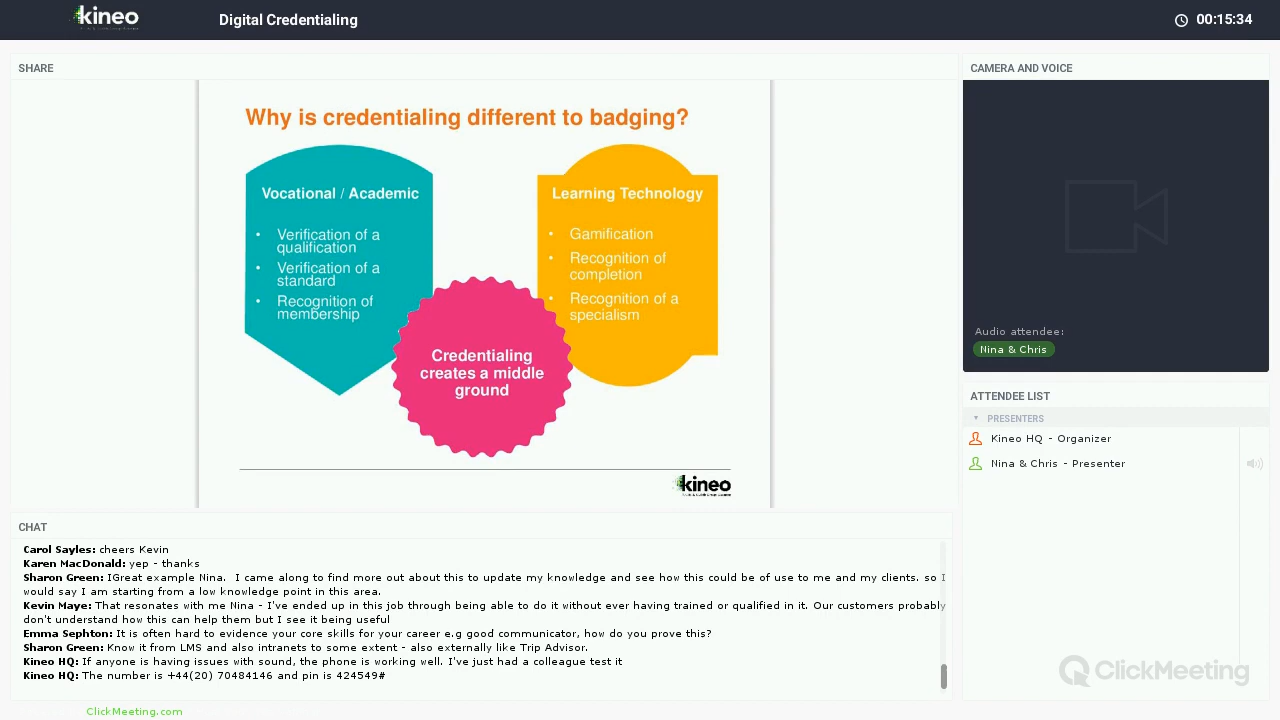 kineo
Digital Credentialing
00:15:34
SHARE
Why is credentialing different to badging?
Vocational / Academic
• Verification of a
qualification
• Verification of a
standard
• Recognition of
membership
Learning Technology
• Gamification
• Recognition of
completion
• Recognition of a
specialism
Credentialing
creates a middle
ground
kineo
CAMERA AND VOICE
Audio attendee:
Nina & Chris
ATTENDEE LIST
PRESENTERS
Kineo HQ - Organizer
Nina & Chris - Presenter
CHAT
Carol Sayles: cheers Kevin
Karen MacDonald: yep - thanks
Sharon Green: IGreat example Nina.  I came along to find more out about this to update my knowledge and see how this could be of use to me and my clients. so I
would say I am starting from a low knowledge point in this area.
Kevin Maye: That resonates with me Nina - I've ended up in this job through being able to do it without ever having trained or qualified in it. Our customers probably
don't understand how this can help them but I see it being useful
Emma Sephton: It is often hard to evidence your core skills for your career e.g good communicator, how do you prove this?
Sharon Green: Know it from LMS and also intranets to some extent - also externally like Trip Advisor.
Kineo HQ: If anyone is having issues with sound, the phone is working well. I've just had a colleague test it
Kineo HQ: The number is +44(20) 70484146 and pin is 424549#
ClickMeeting
ClickMeeting.com